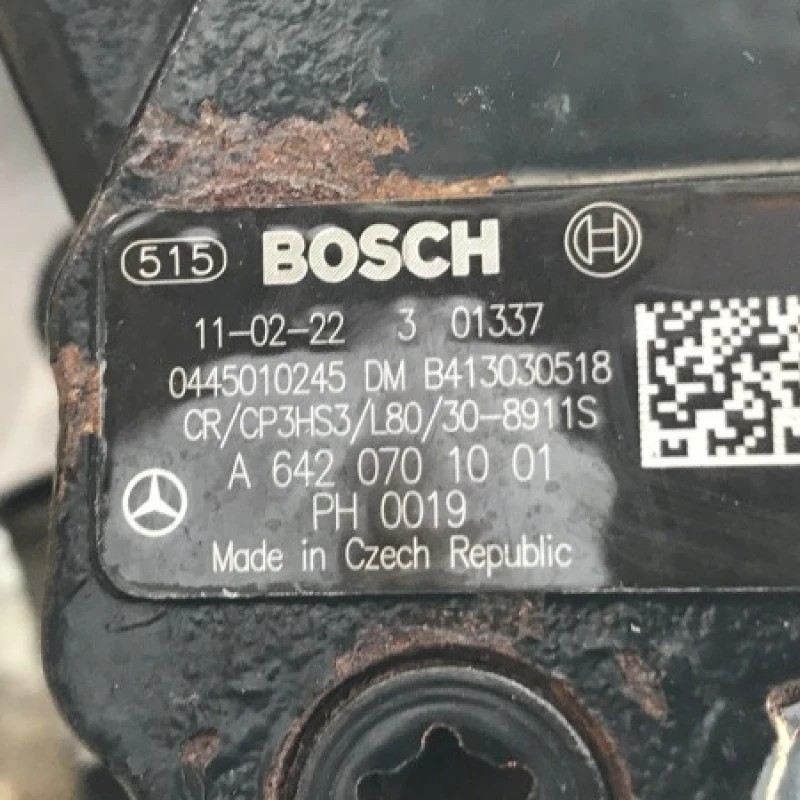 515 BOSCH
11-02-22 3 01337
0445010245 DM B413030518
CR/CP3HS3/L80/30-8911S
A 642 070 10 01
PH 0019
Made in Czech Republic